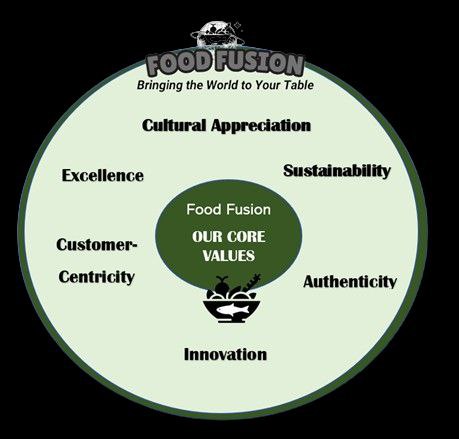 FOOD FUSION
Bringing the World to Your Table
Cultural Appreciation
Excellence
Sustainability
Food Fusion
OUR CORE
VALUES
Customer-
Centricity
Authenticity
Innovation